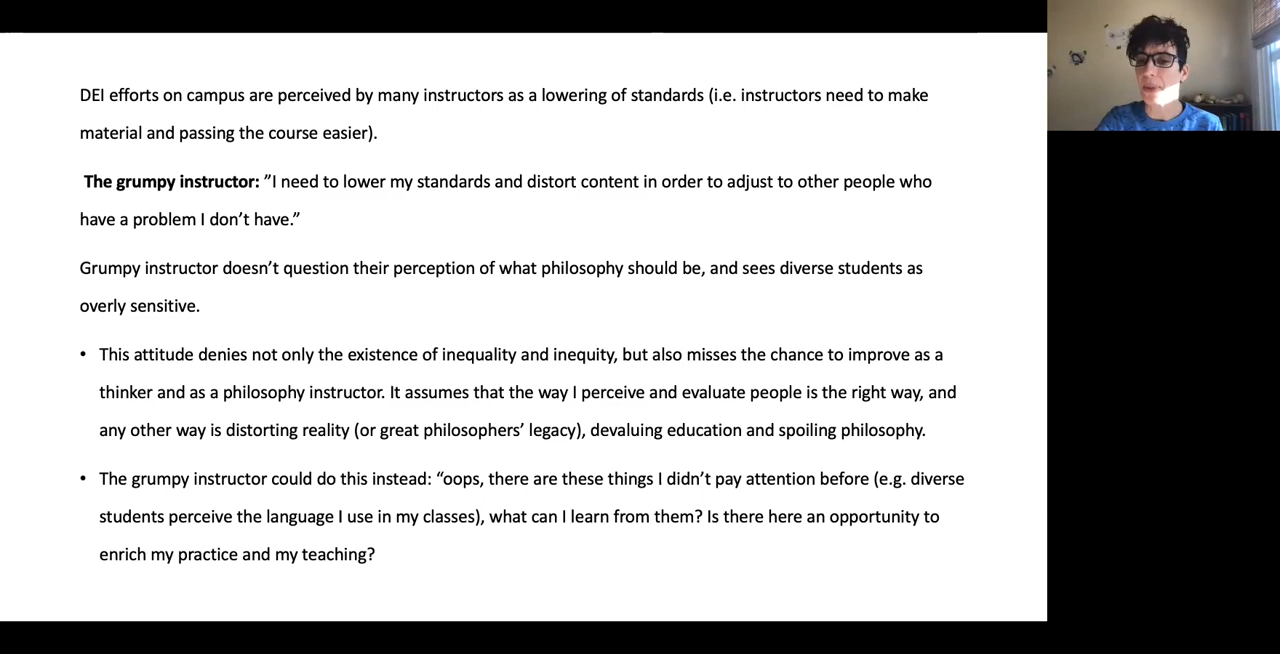 DEI efforts on campus are perceived by many instructors as a lowering of standards (i.e. instructors need to make
material and passing the course easier).
The grumpy instructor: ”I need to lower my standards and distort content in order to adjust to other people who
have a problem I don’t have.”
Grumpy instructor doesn’t question their perception of what philosophy should be, and sees diverse students as
overly sensitive.
• This attitude denies not only the existence of inequality and inequity, but also misses the chance to improve as a
thinker and as a philosophy instructor. It assumes that the way I perceive and evaluate people is the right way, and
any other way is distorting reality (or great philosophers’ legacy), devaluing education and spoiling philosophy.
• The grumpy instructor could do this instead: “oops, there are these things I didn’t pay attention before (e.g. diverse
students perceive the language I use in my classes), what can I learn from them? Is there here an opportunity to
enrich my practice and my teaching?